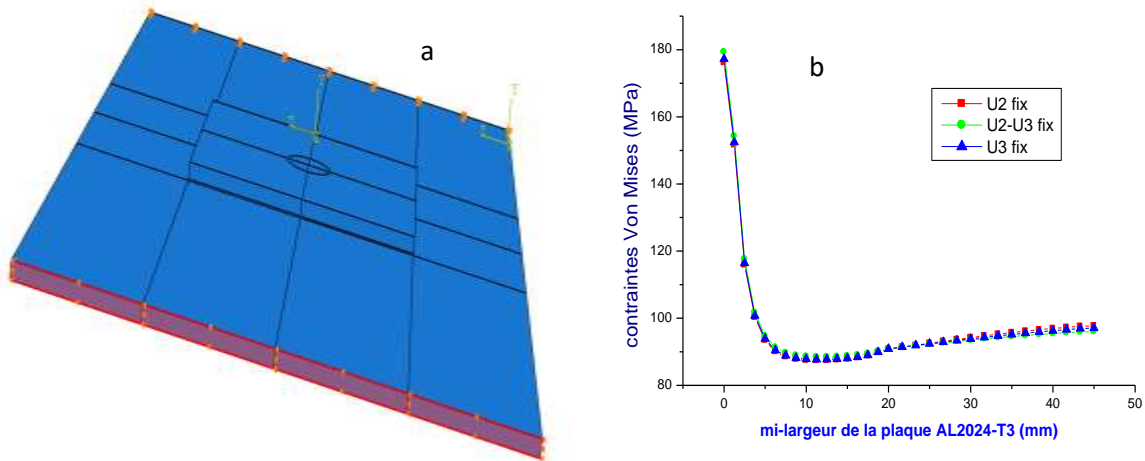 a
b
contraintes Von Mises (MPa)
180
160
140
120
100
80
U2 fix
U2-U3 fix
U3 fix
0 10 20 30 40 50
mi-largeur de la plaque AL2024-T3 (mm)